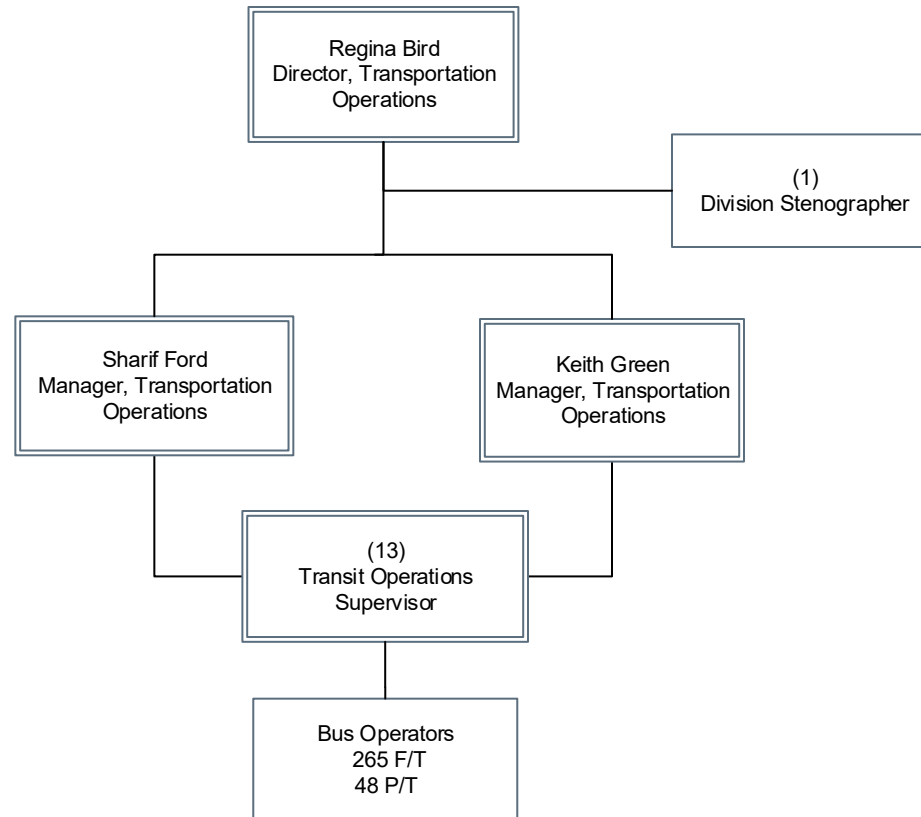 Regina Bird
Director, Transportation
Operations
(1)
Division Stenographer
Sharif Ford
Manager, Transportation
Operations
Keith Green
Manager, Transportation
Operations
(13)
Transit Operations
Supervisor
Bus Operators
265 F/T
48 P/T